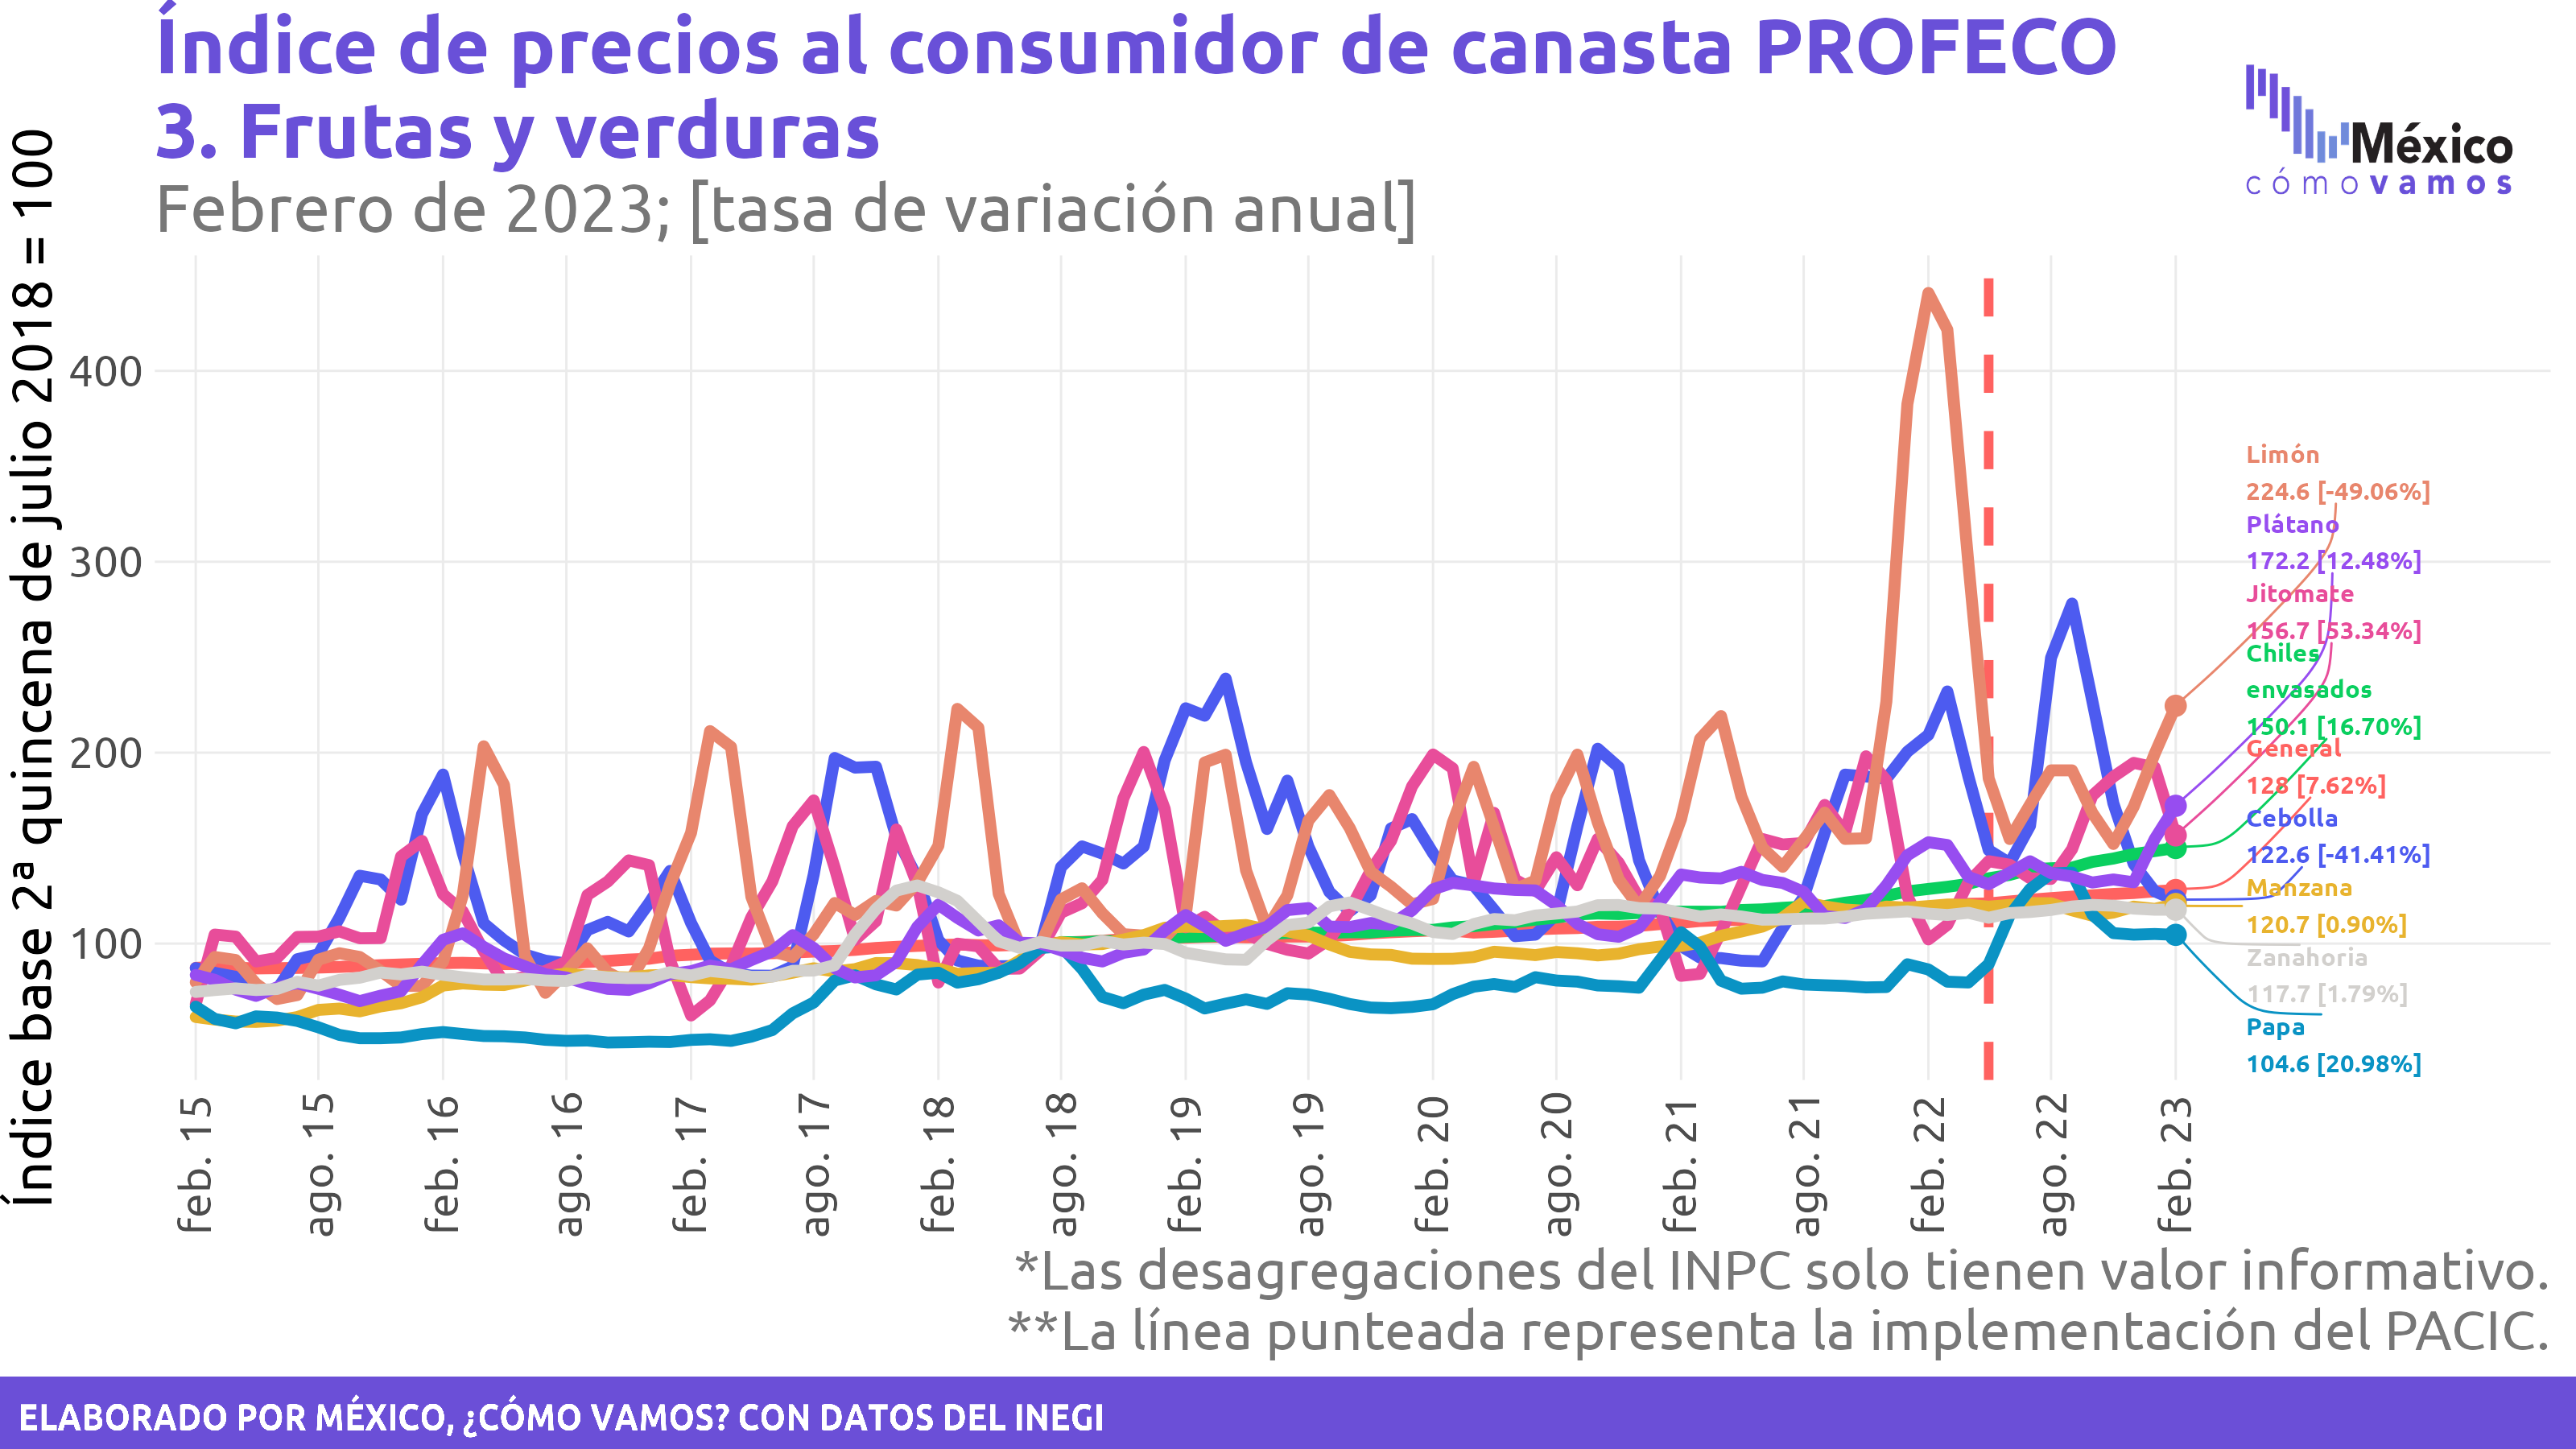 Índice de precios al consumidor de canasta PROFECO
3. Frutas y verduras
Febrero de 2023; [tasa de variación anual]
México
cómo vamos
Índice base 2ª quincena de julio 2018 = 100
400
300
200
100
Limón
224.6 [-49.06%]
Plátano
172.2 [12.48%]
Jitomate
156.7 [53.34%]
Chiles
envasados
150.1 [16.70%]
General
128 [7.62%]
Cebolla
122.6 [-41.41%]
Manzana
120.7 [0.90%]
Zanahoria
117.7 [1.79%]
Papa
104.6 [20.98%]
feb. 15
ago. 15
feb. 16
ago. 16
feb. 17
ago. 17
feb. 18
ago. 18
feb. 19
ago. 19
feb. 20
ago. 20
feb. 21
ago. 21
feb. 22
ago. 22
feb. 23
*Las desagregaciones del INPC solo tienen valor informativo.
**La línea punteada representa la implementación del PACIC.
ELABORADO POR MÉXICO, ¿CÓMO VAMOS? CON DATOS DEL INEGI